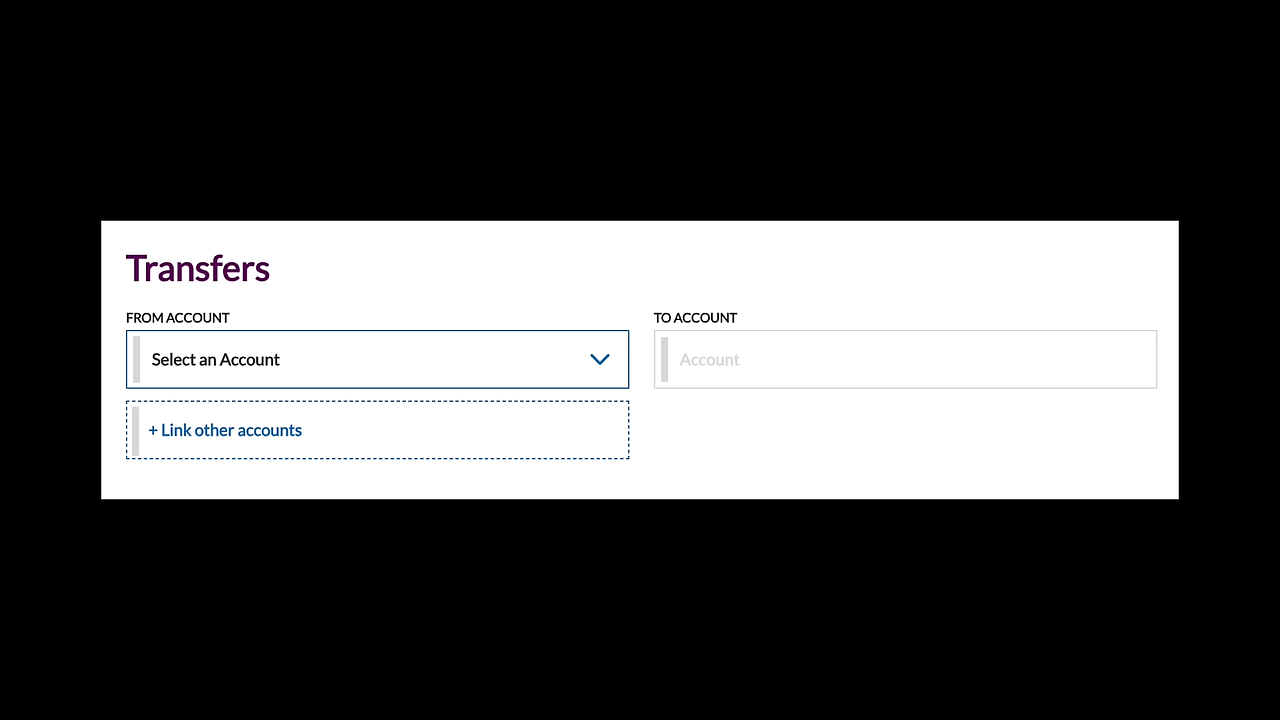 Transfers
FROM ACCOUNT
Select an Account
+ Link other accounts
TO ACCOUNT
Account